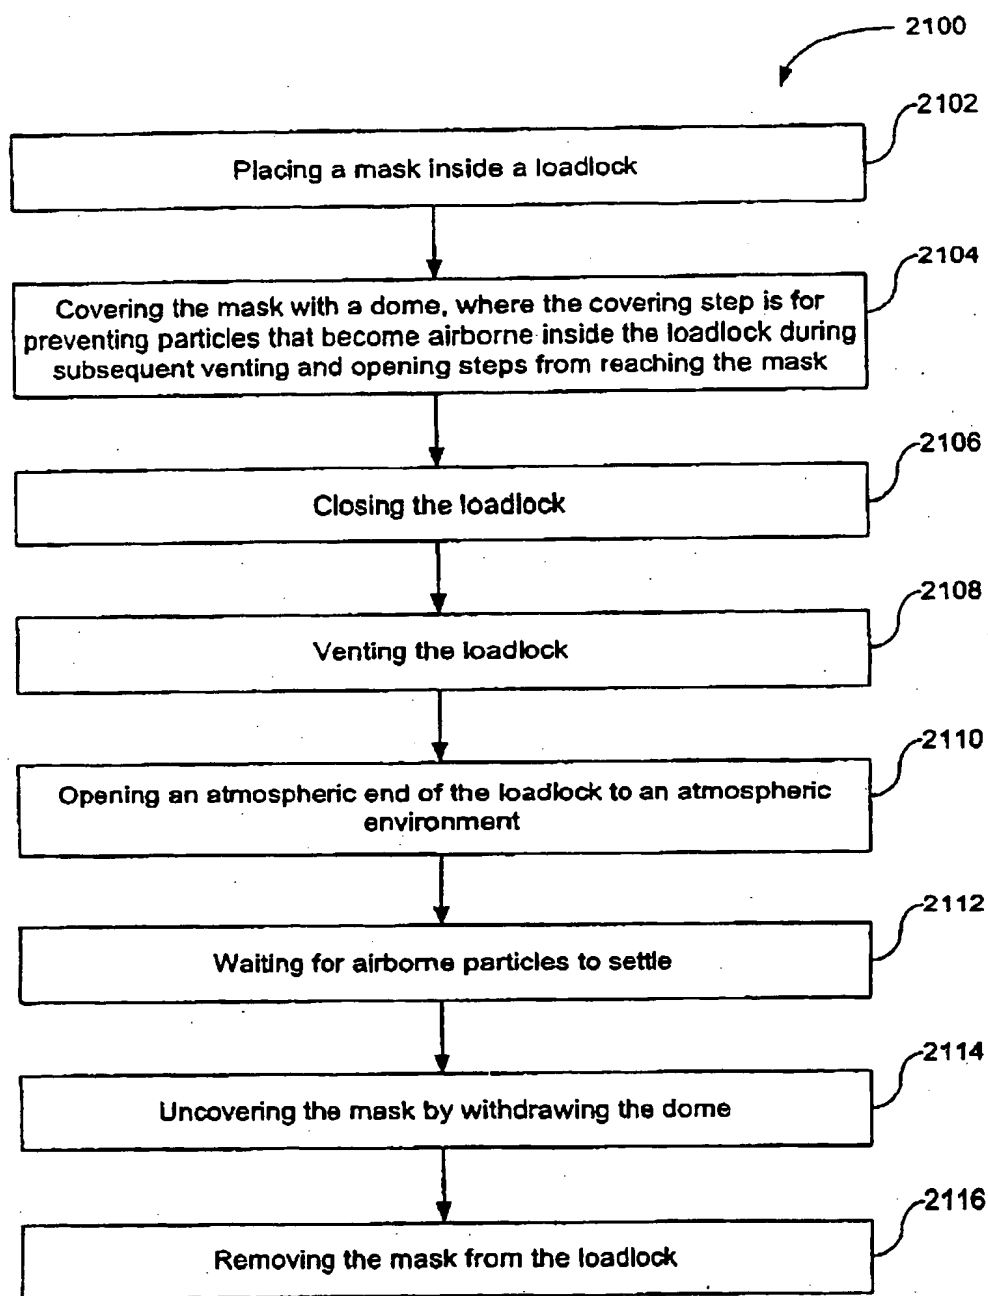 2100
2102
Placing a mask inside a loadlock
2104
Covering the mask with a dome, where the covering step is for
preventing particles that become airborne inside the loadlock during
subsequent venting and opening steps from reaching the mask
2106
Closing the loadlock
2108
Venting the loadlock
2110
Opening an atmospheric end of the loadlock to an atmospheric
environment
2112
Waiting for airborne particles to settle
2114
Uncovering the mask by withdrawing the dome
2116
Removing the mask from the loadlock